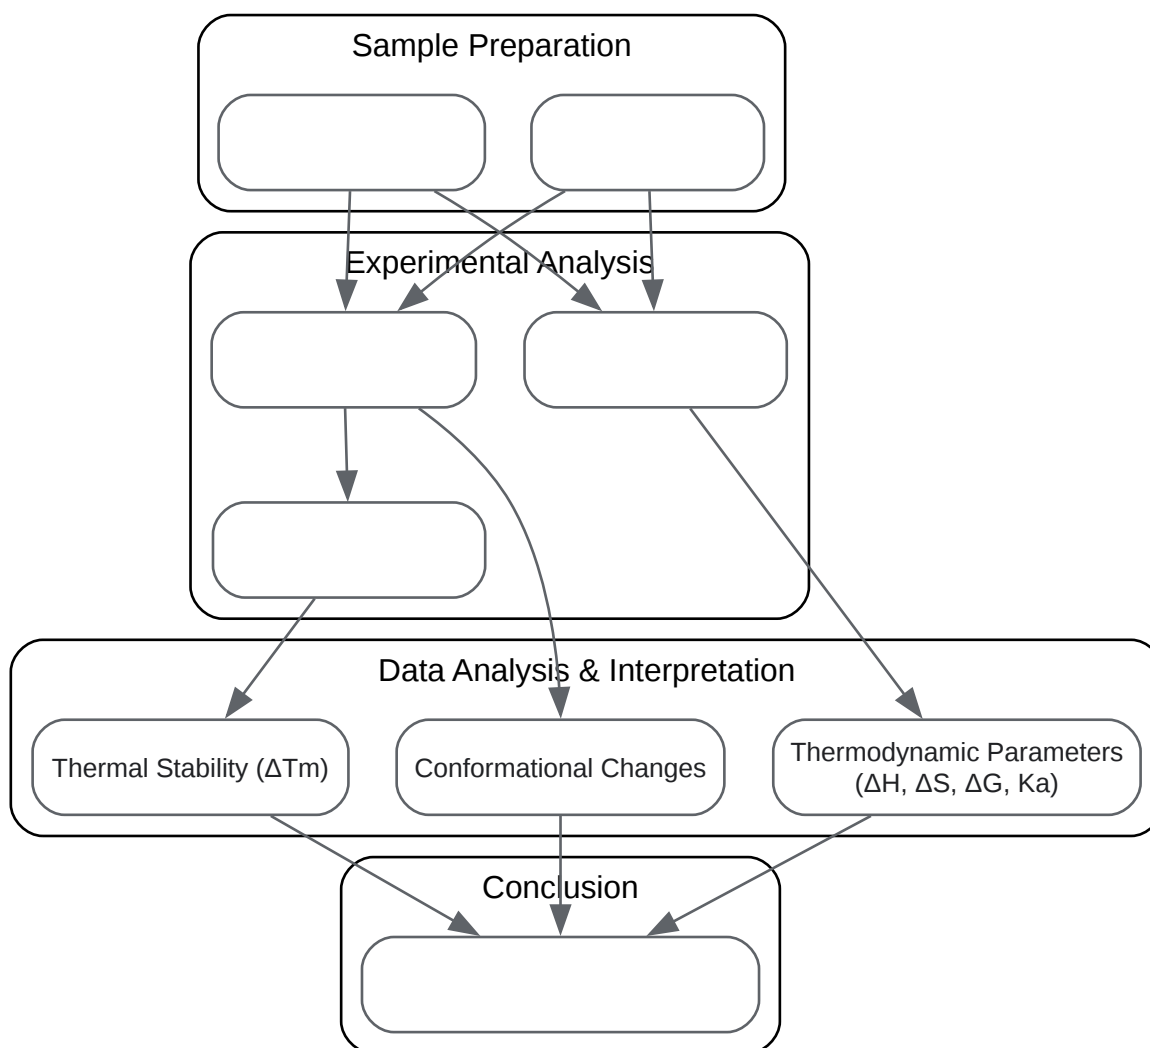 Sample Preparation
Experimental Analysis
Data Analysis & Interpretation
Thermal Stability (ΔTm)
Conformational Changes
Thermodynamic Parameters
(ΔH, ΔS, ΔG, Ka)
Conclusion